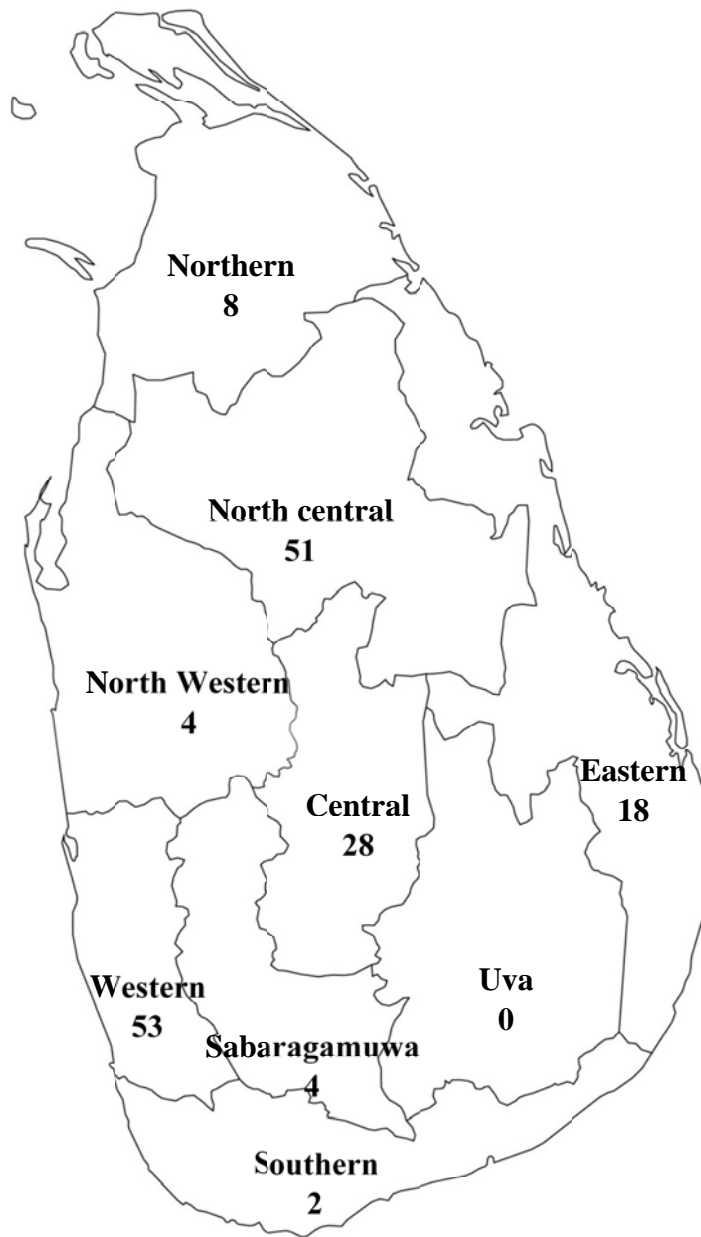 Northern
8
North central
51
North Western
4
Eastern
18
Central
28
Western
53
Uva
0
Sabaragamuwa
4
Southern
2